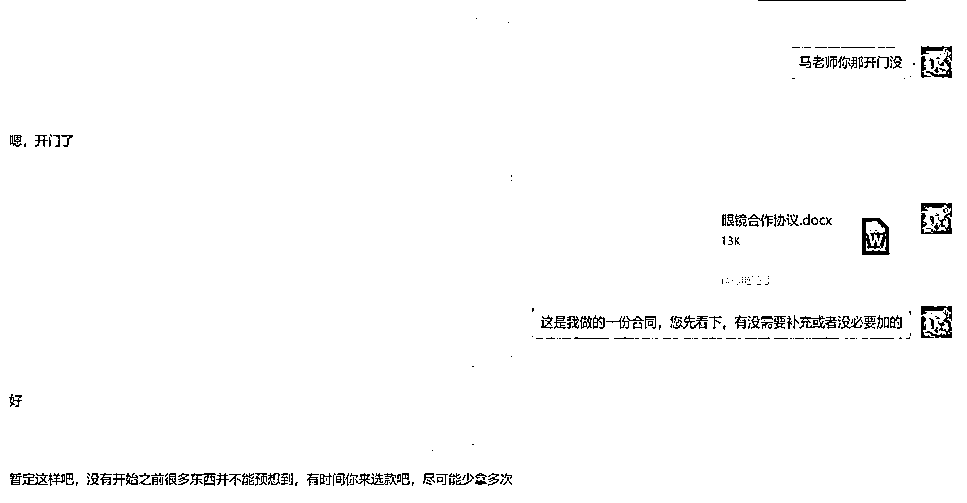 马老师你那开门没
嗯，开门了
眼镜合作协议.docx
13K
这是我做的一份合同，您先看下，有没需要补充或者没必要加的
好
暂定这样吧，没有开始之前很多东西并不能预想到，有时间你来选款吧，尽可能少拿多次